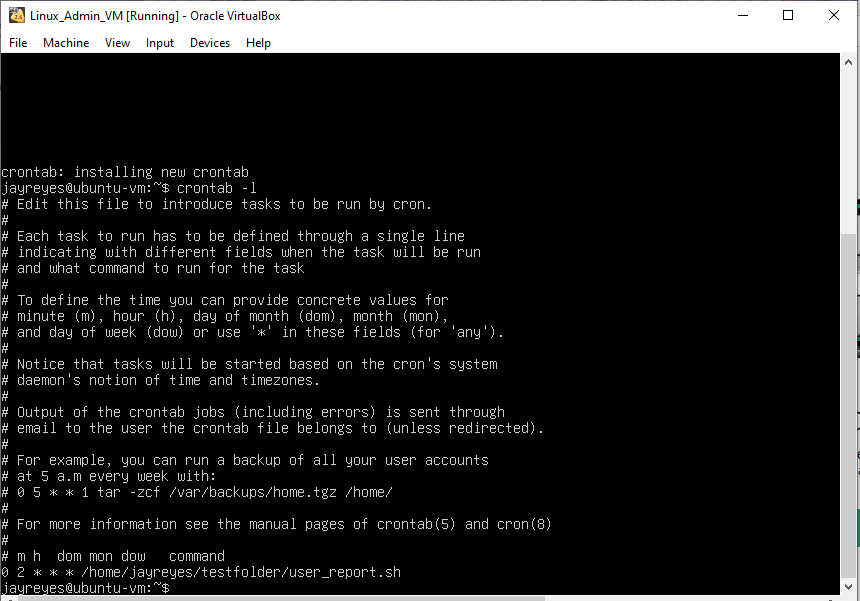 Linux_Admin_VM [Running] - Oracle VirtualBox
File Machine View Input Devices Help
crontab: installing new crontab
jayreyes@ubuntu-vm:~$ crontab -l
# Edit this file to introduce tasks to be run by cron.
#
# Each task to run has to be defined through a single line
# indicating with different fields when the task will be run
# and what command to run for the task
#
# To define the time you can provide concrete values for
# minute (m), hour (h), day of month (dom), month (mon),
# and day of week (dow) or use '*' in these fields (for 'any').
#
# Notice that tasks will be started based on the cron's system
# daemon's notion of time and timezones.
#
# Output of the crontab jobs (including errors) is sent through
# email to the user the crontab file belongs to (unless redirected).
#
# For example, you can run a backup of all your user accounts
# at 5 a.m every week with:
# 0 5 * * 1 tar -zcf /var/backups/home.tgz /home/
#
# For more information see the manual pages of crontab(5) and cron(8)
#
# m h  dom mon dow   command
0 2 * * * /home/jayreyes/testfolder/user_report.sh
jayreyes@ubuntu-vm:~$